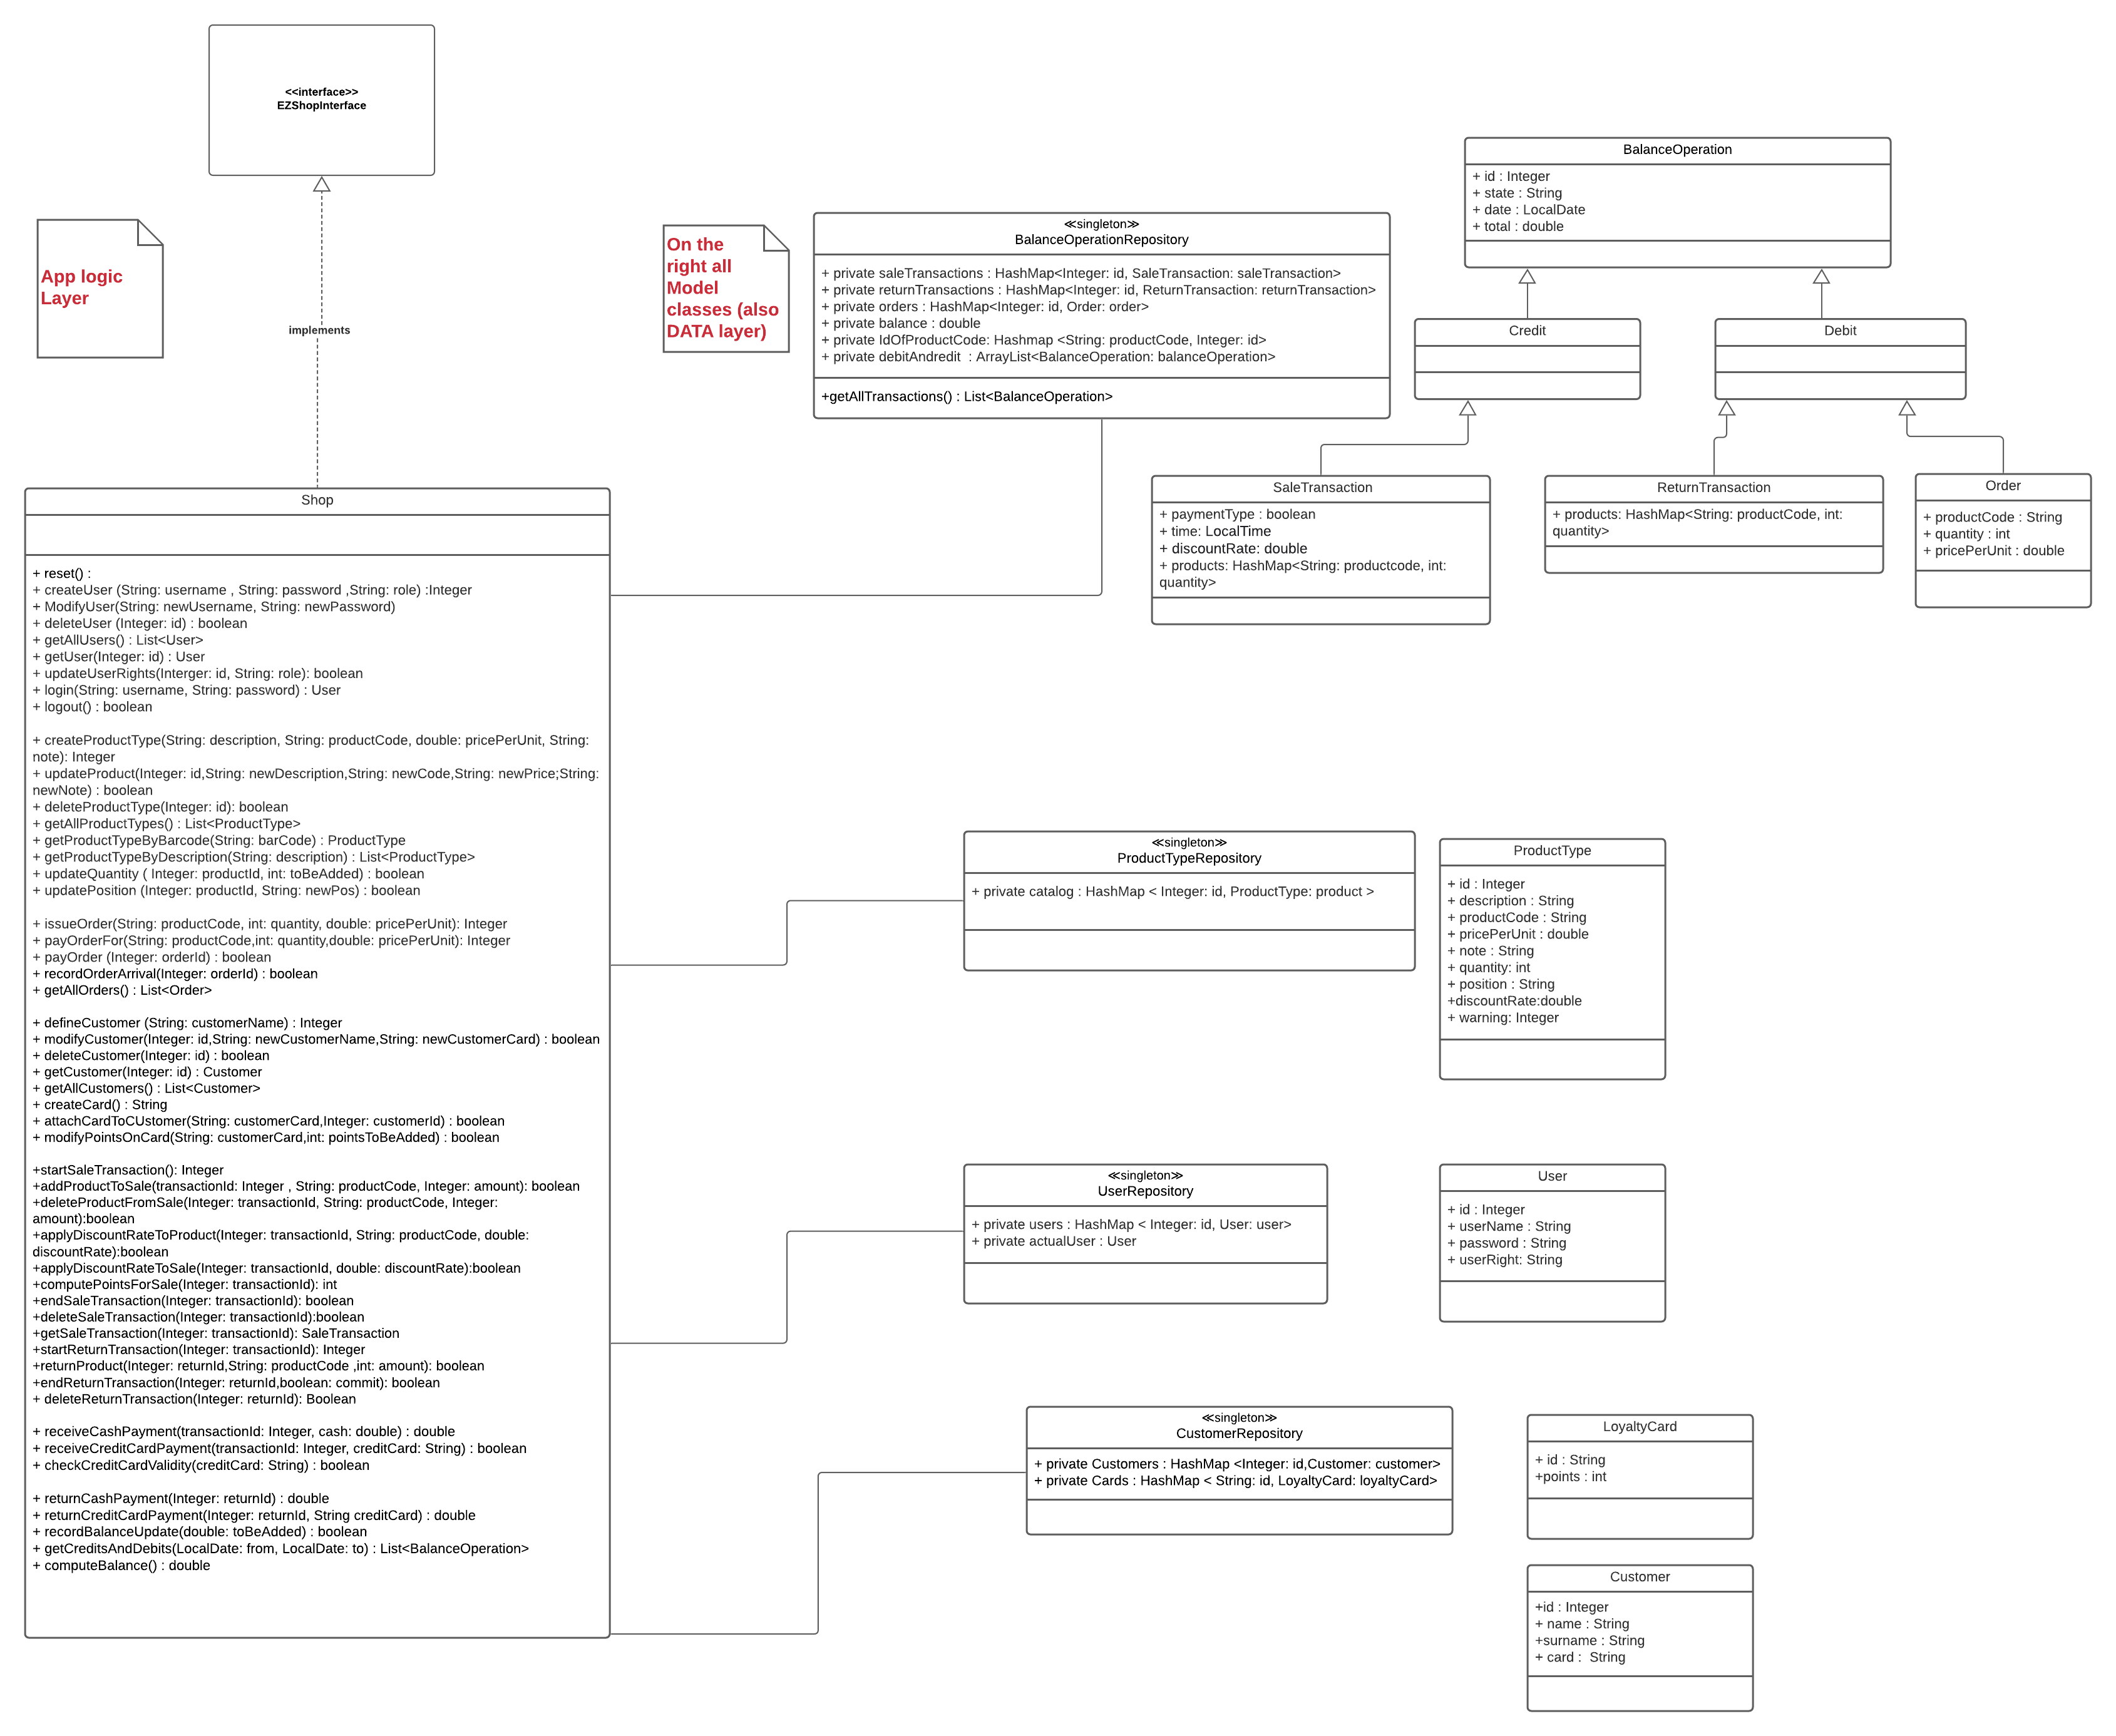 <<interface>>
EZShopInterface
App logic
Layer
implements
On the
right all
Model
classes (also
DATA layer)
≪singleton≫
BalanceOperationRepository
+ private saleTransactions : HashMap<Integer: id, SaleTransaction: saleTransaction>
+ private returnTransactions : HashMap<Integer: id, ReturnTransaction: returnTransaction>
+ private orders : HashMap<Integer: id, Order: order>
+ private balance : double
+ private IdOfProductCode: Hashmap <String: productCode, Integer: id>
+ private debitAndredit  : ArrayList<BalanceOperation: balanceOperation>
+getAllTransactions() : List<BalanceOperation>
BalanceOperation
+ id : Integer
+ state : String
+ date : LocalDate
+ total : double
Credit
Debit
SaleTransaction
+ paymentType : boolean
+ time: LocalTime
+ discountRate: double
+ products: HashMap<String: productcode, int:
quantity>
ReturnTransaction
+ products: HashMap<String: productCode, int:
quantity>
Order
+ productCode : String
+ quantity : int
+ pricePerUnit : double
Shop
+ reset() :
+ createUser (String: username , String: password ,String: role) :Integer
+ ModifyUser(String: newUsername, String: newPassword)
+ deleteUser (Integer: id) : boolean
+ getAllUsers() : List<User>
+ getUser(Integer: id) : User
+ updateUserRights(Interger: id, String: role): boolean
+ login(String: username, String: password) : User
+ logout() : boolean
+ createProductType(String: description, String: productCode, double: pricePerUnit, String:
note): Integer
+ updateProduct(Integer: id,String: newDescription,String: newCode,String: newPrice;String:
newNote) : boolean
+ deleteProductType(Integer: id): boolean
+ getAllProductTypes() : List<ProductType>
+ getProductTypeByBarcode(String: barCode) : ProductType
+ getProductTypeByDescription(String: description) : List<ProductType>
+ updateQuantity ( Integer: productId, int: toBeAdded) : boolean
+ updatePosition (Integer: productId, String: newPos) : boolean
+ issueOrder(String: productCode, int: quantity, double: pricePerUnit): Integer
+ payOrderFor(String: productCode,int: quantity,double: pricePerUnit): Integer
+ payOrder (Integer: orderId) : boolean
+ recordOrderArrival(Integer: orderId) : boolean
+ getAllOrders() : List<Order>
+ defineCustomer (String: customerName) : Integer
+ modifyCustomer(Integer: id,String: newCustomerName,String: newCustomerCard) : boolean
+ deleteCustomer(Integer: id) : boolean
+ getCustomer(Integer: id) : Customer
+ getAllCustomers() : List<Customer>
+ createCard() : String
+ attachCardToCUstomer(String: customerCard,Integer: customerId) : boolean
+ modifyPointsOnCard(String: customerCard,int: pointsToBeAdded) : boolean
+startSaleTransaction(): Integer
+addProductToSale(transactionId: Integer , String: productCode, Integer: amount): boolean
+deleteProductFromSale(Integer: transactionId, String: productCode, Integer:
amount):boolean
+applyDiscountRateToProduct(Integer: transactionId, String: productCode, double:
discountRate):boolean
+applyDiscountRateToSale(Integer: transactionId, double: discountRate):boolean
+computePointsForSale(Integer: transactionId): int
+endSaleTransaction(Integer: transactionId): boolean
+deleteSaleTransaction(Integer: transactionId):boolean
+getSaleTransaction(Integer: transactionId): SaleTransaction
+startReturnTransaction(Integer: transactionId): Integer
+returnProduct(Integer: returnId,String: productCode ,int: amount): boolean
+endReturnTransaction(Integer: returnId,boolean: commit): boolean
+ deleteReturnTransaction(Integer: returnId): Boolean
+ receiveCashPayment(transactionId: Integer, cash: double) : double
+ receiveCreditCardPayment(transactionId: Integer, creditCard: String) : boolean
+ checkCreditCardValidity(creditCard: String) : boolean
+ returnCashPayment(Integer: returnId) : double
+ returnCreditCardPayment(Integer: returnId, String creditCard) : double
+ recordBalanceUpdate(double: toBeAdded) : boolean
+ getCreditsAndDebits(LocalDate: from, LocalDate: to) : List<BalanceOperation>
+ computeBalance() : double
≪singleton≫
ProductTypeRepository
+ private catalog : HashMap < Integer: id, ProductType: product >
ProductType
+ id : Integer
+ description : String
+ productCode : String
+ pricePerUnit : double
+ note : String
+ quantity: int
+ position : String
+discountRate:double
+ warning: Integer
≪singleton≫
UserRepository
+ private users : HashMap < Integer: id, User: user>
+ private actualUser : User
User
+ id : Integer
+ userName : String
+ password : String
+ userRight: String
≪singleton≫
CustomerRepository
+ private Customers : HashMap <Integer: id,Customer: customer>
+ private Cards : HashMap < String: id, LoyaltyCard: loyaltyCard>
LoyaltyCard
+ id : String
+points : int
Customer
+id : Integer
+ name : String
+surname : String
+ card :  String